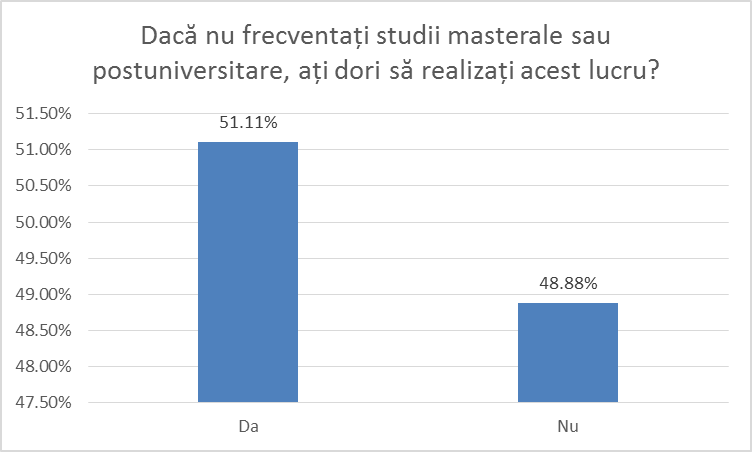 Dacă nu frecventați studii masterale sau
postuniversitare, ați dori să realizați acest lucru?
51.50%
51.00%
50.50%
50.00%
49.50%
49.00%
48.50%
48.00%
47.50%
51.11%
48.88%
Da
Nu